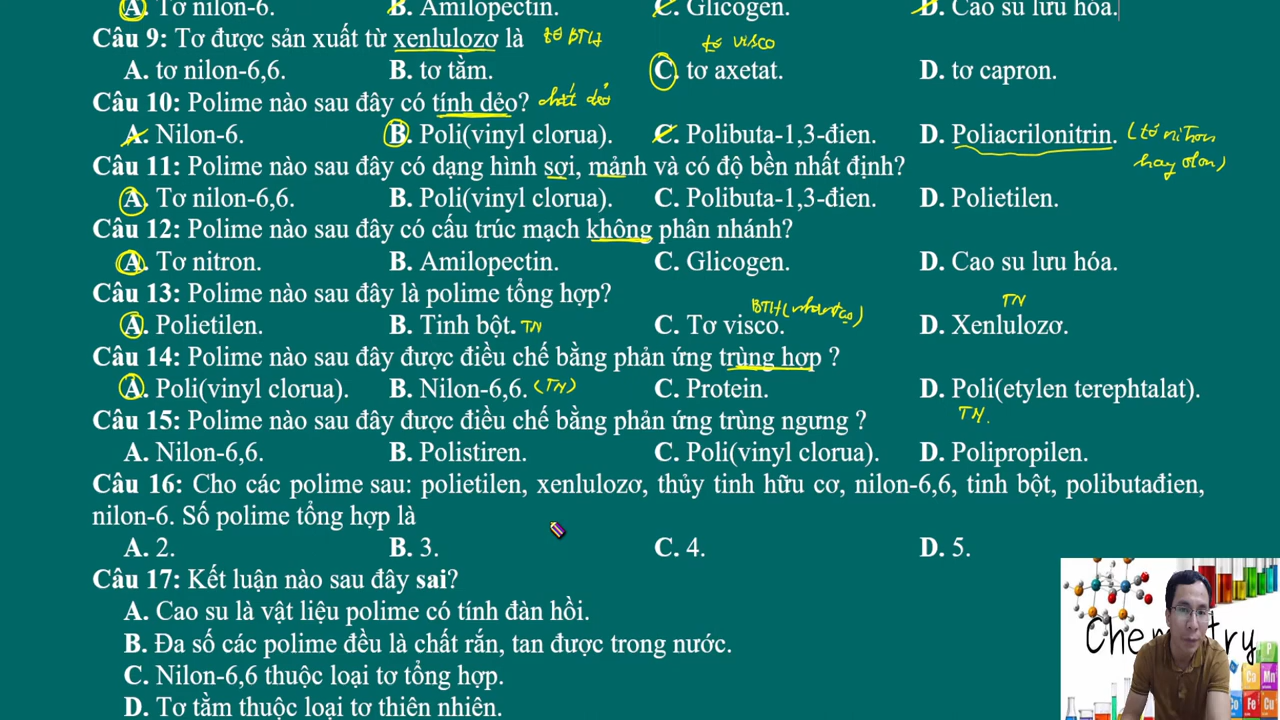 A. Tơ nilon-6. B. Amilopectin. C. Glicogen. D. Cao su lưu hóa.
Câu 9: Tơ được sản xuất từ xenlulozơ là tơ BTH tơ visco
A. tơ nilon-6,6. B. tơ tằm. C. tơ axetat. D. tơ capron.
Câu 10: Polime nào sau đây có tính dẻo? chất dẻo
A. Nilon-6. B. Poli(vinyl clorua). C. Polibuta-1,3-đien. D. Poliacrilonitrin. (tơ nitron
hay olon)
Câu 11: Polime nào sau đây có dạng hình sợi, mảnh và có độ bền nhất định?
A. Tơ nilon-6,6. B. Poli(vinyl clorua). C. Polibuta-1,3-đien. D. Polietilen.
Câu 12: Polime nào sau đây có cấu trúc mạch không phân nhánh?
A. Tơ nitron. B. Amilopectin. C. Glicogen. D. Cao su lưu hóa.
Câu 13: Polime nào sau đây là polime tổng hợp?
BTH (nhân tạo) TN
A. Polietilen. B. Tinh bột. TN C. Tơ visco. D. Xenlulozơ.
Câu 14: Polime nào sau đây được điều chế bằng phản ứng trùng hợp ?
A. Poli(vinyl clorua). B. Nilon-6,6. (TN) C. Protein. D. Poli(etylen terephtalat).
TN.
Câu 15: Polime nào sau đây được điều chế bằng phản ứng trùng ngưng ?
A. Nilon-6,6. B. Polistiren. C. Poli(vinyl clorua). D. Polipropilen.
Câu 16: Cho các polime sau: polietilen, xenlulozơ, thủy tinh hữu cơ, nilon-6,6, tinh bột, polibutađien,
nilon-6. Số polime tổng hợp là
A. 2. B. 3. C. 4. D. 5.
Câu 17: Kết luận nào sau đây sai?
A. Cao su là vật liệu polime có tính đàn hồi.
B. Đa số các polime đều là chất rắn, tan được trong nước.
C. Nilon-6,6 thuộc loại tơ tổng hợp.
D. Tơ tằm thuộc loại tơ thiên nhiên.
Chemistry
P
Ca Mn
Co Fe Cu